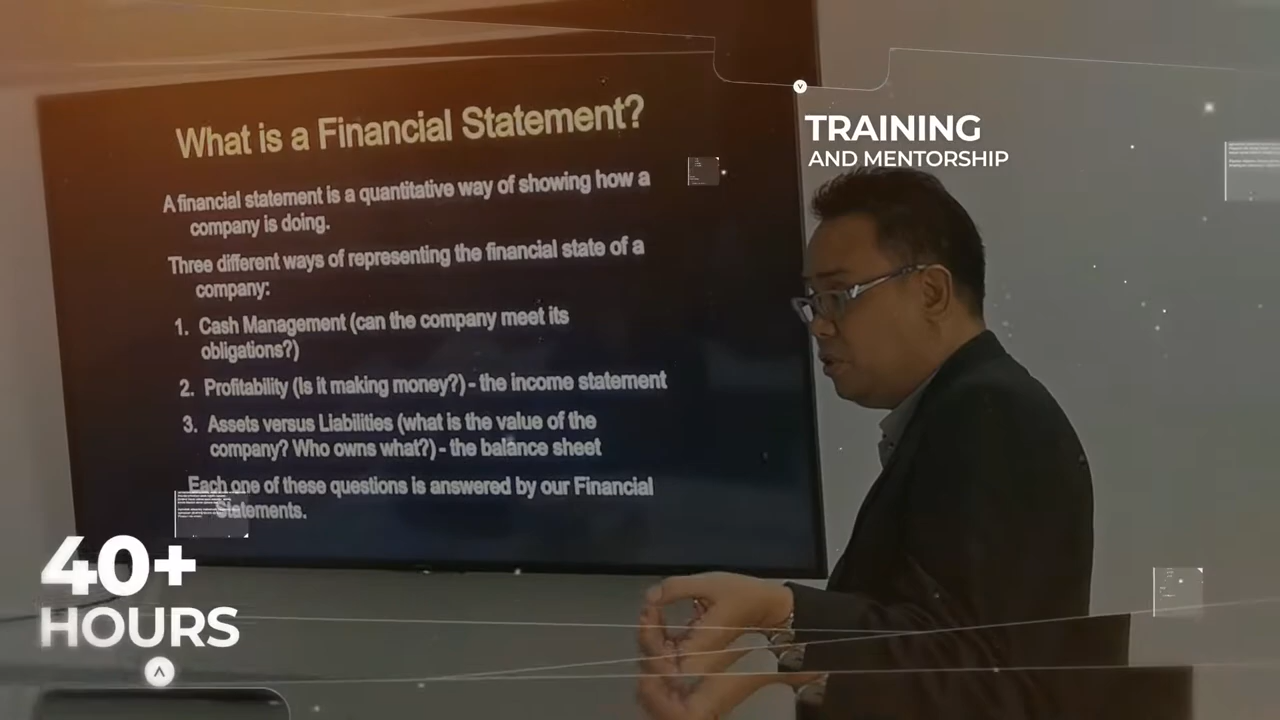 What is a Financial Statement?
A financial statement is a quantitative way of showing how a
company is doing.
Three different ways of representing the financial state of a
company:
1. Cash Management (can the company meet its
obligations?)
2. Profitability (Is it making money?) - the income statement
3. Assets versus Liabilities (what is the value of the
company? Who owns what?) - the balance sheet
Each one of these questions is answered by our Financial
Statements.
TRAINING
AND MENTORSHIP
40+
HOURS